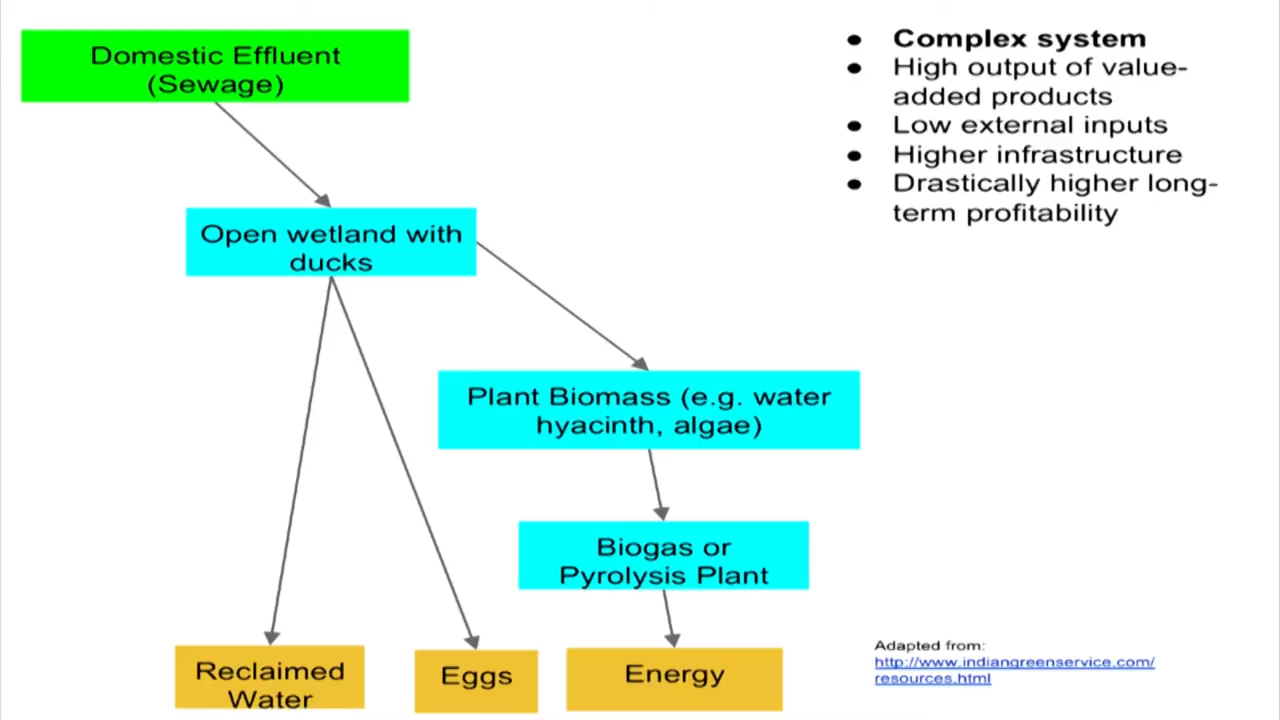 Domestic Effluent
(Sewage)
● Complex system
● High output of value-
added products
● Low external inputs
● Higher infrastructure
● Drastically higher long-
term profitability
Open wetland with
ducks
Plant Biomass (e.g. water
hyacinth, algae)
Biogas or
Pyrolysis Plant
Reclaimed
Water
Eggs
Energy
Adapted from:
http://www.indiangreenservice.com/
resources.html